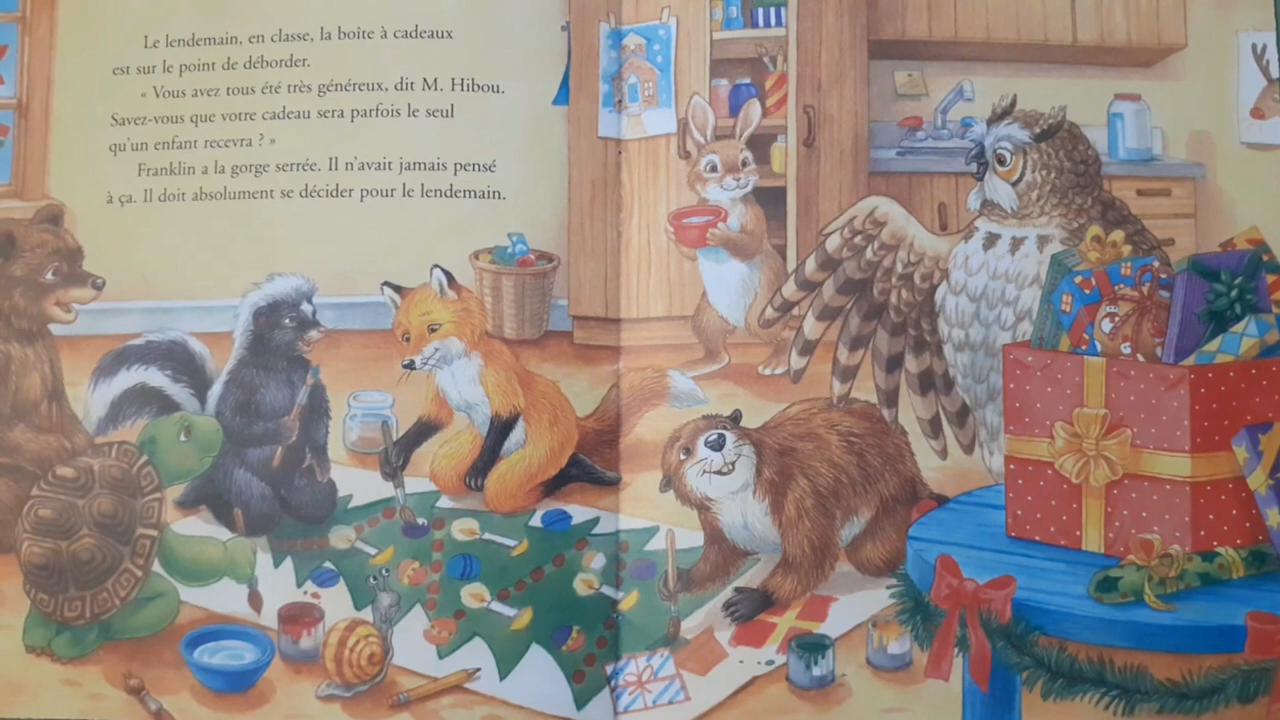 Le lendemain, en classe, la boîte à cadeaux
est sur le point de déborder.
« Vous avez tous été très généreux, dit M. Hibou.
Savez-vous que votre cadeau sera parfois le seul
qu'un enfant recevra ? »
Franklin a la gorge serrée. Il n'avait jamais pensé
à ça. Il doit absolument se décider pour le lendemain.